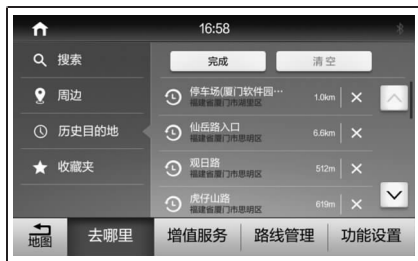 16:58
搜索
周边
历史目的地
收藏夹
完成
清空
停车场(厦门软件园…
福建省厦门市湖里区
1.0km
仙岳路入口
福建省厦门市思明区
6.6km
观日路
福建省厦门市思明区
512m
虎仔山路
福建省厦门市思明区
619m
地图
去哪里
增值服务
路线管理
功能设置